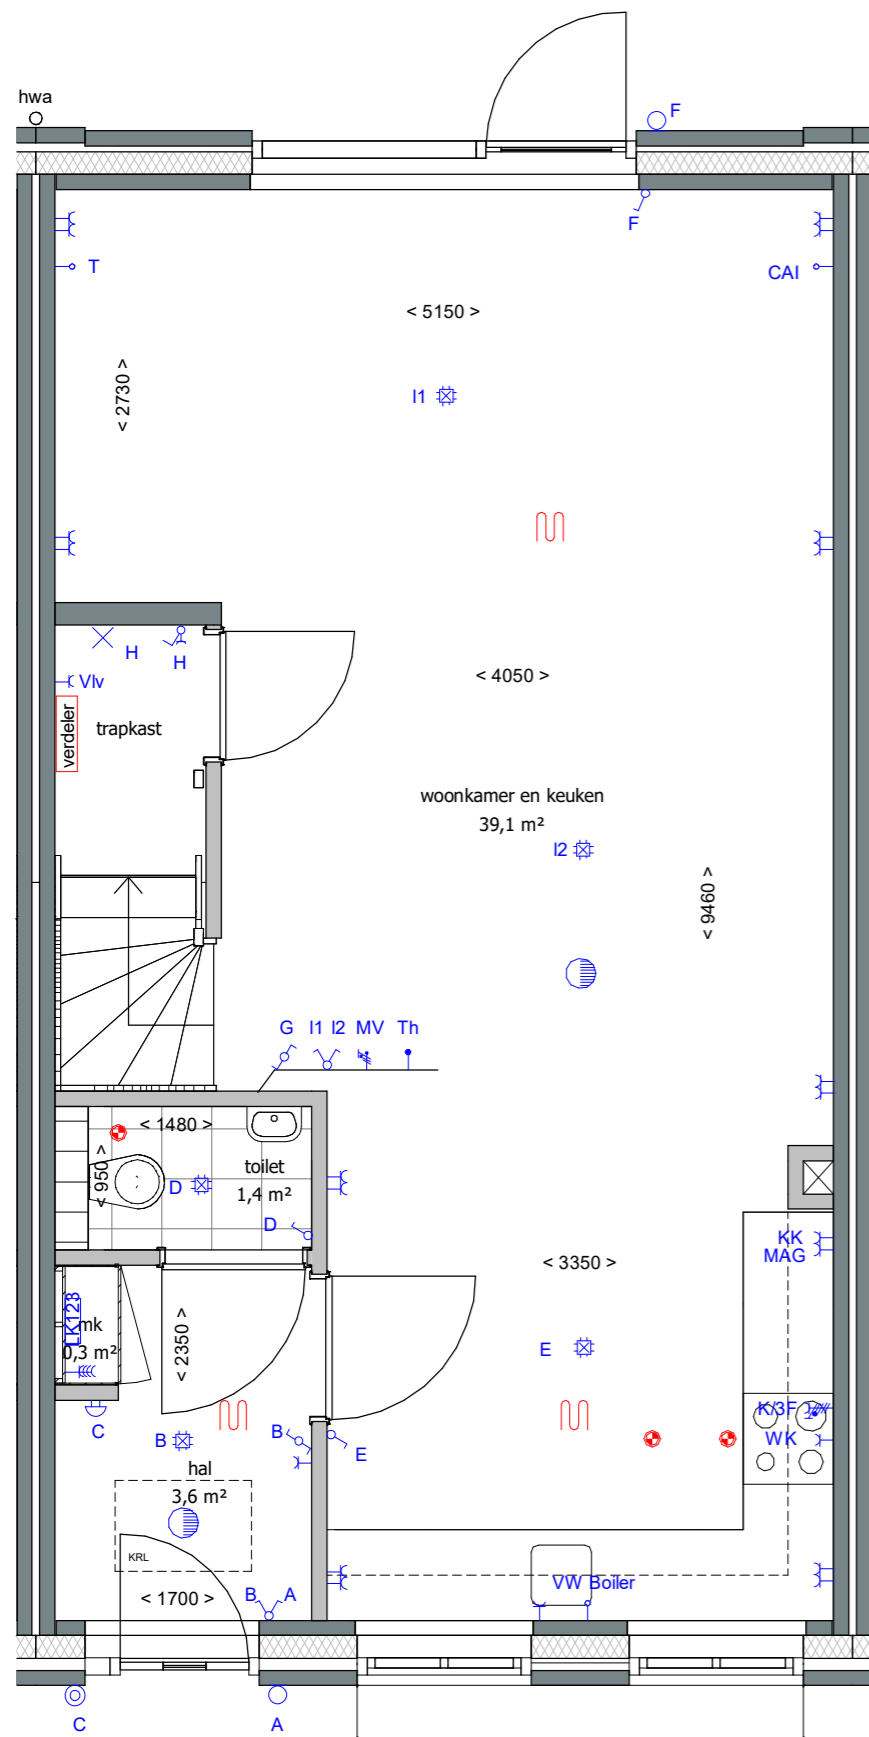 hwa
F
F
T
CAI
< 5150 >
< 2730 >
I1
H
H
Vlv
verdeler
trapkast
< 4050 >
woonkamer en keuken
39,1 m²
I2
< 9460 >
G I1 I2 MV Th
< 1480 >
< 950 >
toilet
1,4 m²
D
D
KK
MAG
< 3350 >
LK123
mk
0,3 m²
< 2350 >
E
C
B
B
E
K/3F
WK
hal
3,6 m²
KRL
< 1700 >
B A
VW Boiler
C
A